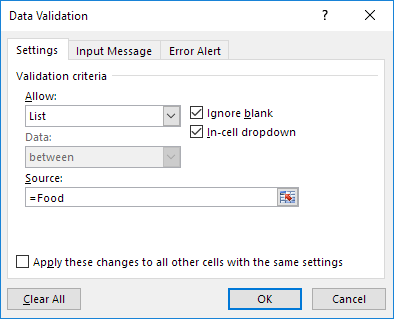 Data Validation
?
Settings
Input Message
Error Alert
Validation criteria
Allow:
List
Ignore blank
In-cell dropdown
Data:
between
Source:
=Food
Apply these changes to all other cells with the same settings
Clear All
OK
Cancel